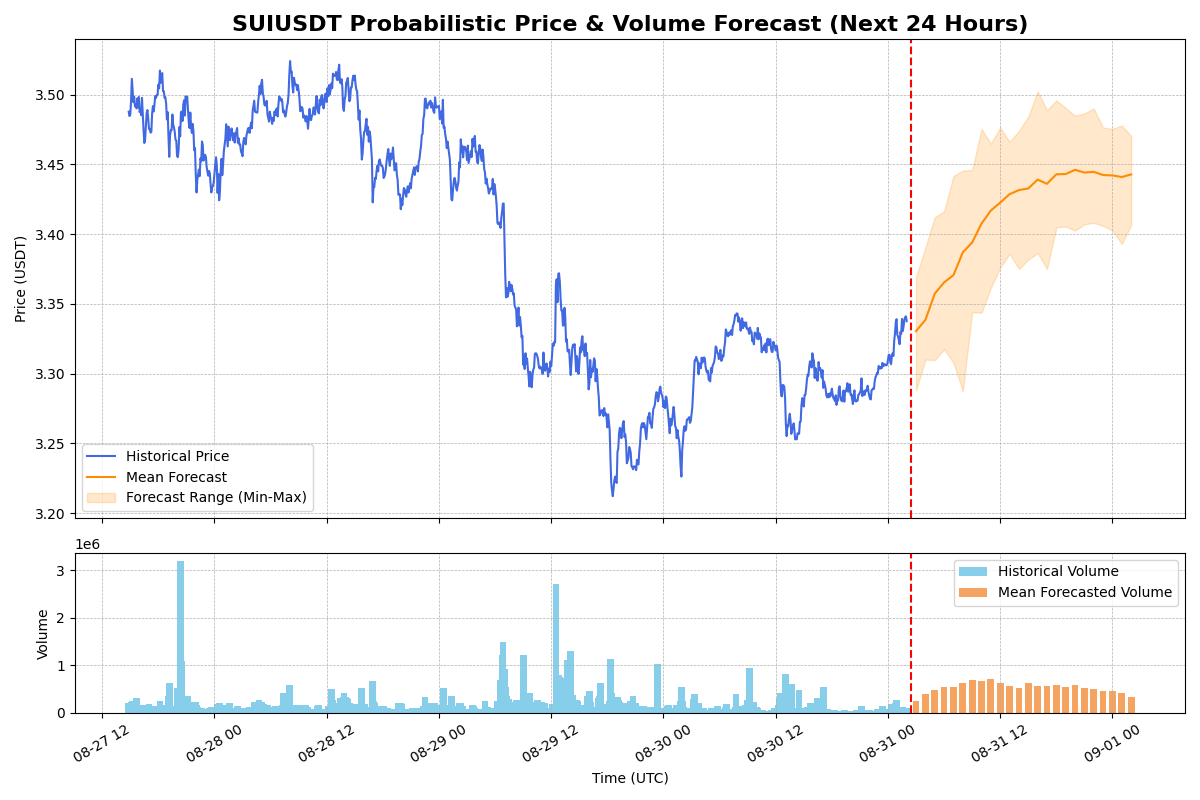 SUIUSDT Probabilistic Price & Volume Forecast (Next 24 Hours)
Price (USDT)
3.50
3.45
3.40
3.35
3.30
3.25
3.20
Historical Price
Mean Forecast
Forecast Range (Min-Max)
1e6
Volume
3
2
1
0
Historical Volume
Mean Forecasted Volume
08-27 12
08-28 00
08-28 12
08-29 00
08-29 12
08-30 00
08-30 12
08-31 00
08-31 12
09-01 00
Time (UTC)